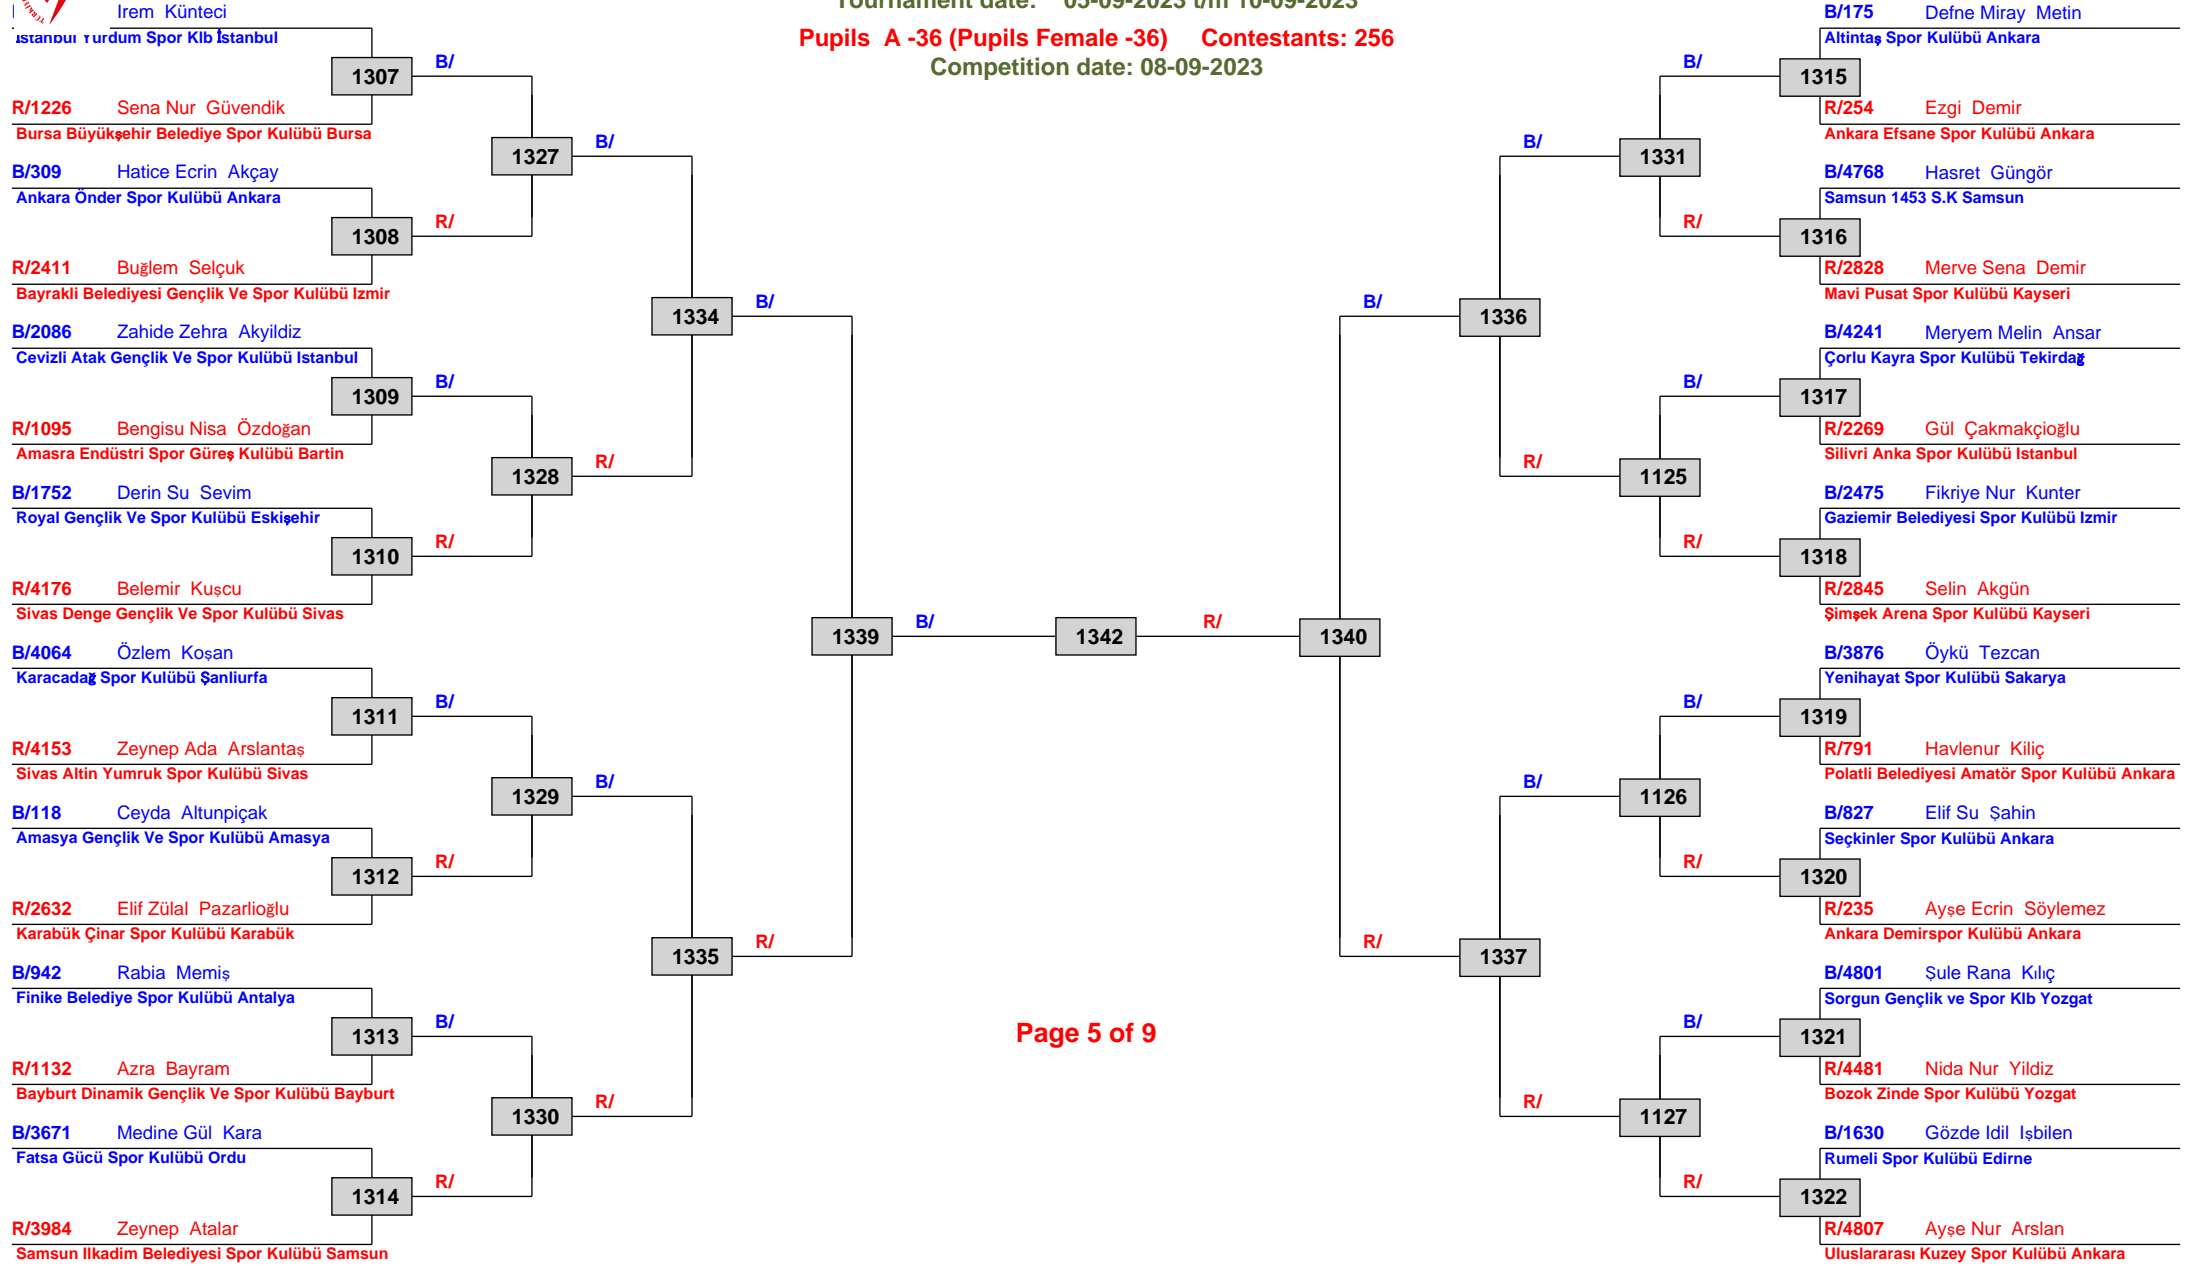 Tournament date: 05-09-2023 t/m 10-09-2023
Pupils A -36 (Pupils Female -36) Contestants: 256
Competition date: 08-09-2023
Irem Künteci
İstanbul Yurdum Spor Klb İstanbul
1307
B/
R/1226 Sena Nur Güvendik
Bursa Büyükşehir Belediye Spor Kulübü Bursa
1327
B/
B/309 Hatice Ecrin Akçay
Ankara Önder Spor Kulübü Ankara
1308
R/
R/2411 Buğlem Selçuk
Bayrakli Belediyesi Gençlik Ve Spor Kulübü Izmir
1334
B/
B/2086 Zahide Zehra Akyildiz
Cevizli Atak Gençlik Ve Spor Kulübü Istanbul
1309
B/
R/1095 Bengisu Nisa Özdoğan
Amasra Endüstri Spor Güreş Kulübü Bartin
1328
R/
B/1752 Derin Su Sevim
Royal Gençlik Ve Spor Kulübü Eskişehir
1310
R/
R/4176 Belemir Kuşcu
Sivas Denge Gençlik Ve Spor Kulübü Sivas
1339
B/
1342
R/
1340
B/4064 Özlem Koşan
Karacadağ Spor Kulübü Şanliurfa
1311
B/
R/4153 Zeynep Ada Arslantaş
Sivas Altin Yumruk Spor Kulübü Sivas
1329
B/
B/118 Ceyda Altunpiçak
Amasya Gençlik Ve Spor Kulübü Amasya
1312
R/
R/2632 Elif Zülal Pazarlioğlu
Karabük Çinar Spor Kulübü Karabük
1335
R/
B/942 Rabia Memiş
Finike Belediye Spor Kulübü Antalya
1313
B/
R/1132 Azra Bayram
Bayburt Dinamik Gençlik Ve Spor Kulübü Bayburt
1330
R/
B/3671 Medine Gül Kara
Fatsa Gücü Spor Kulübü Ordu
1314
R/
R/3984 Zeynep Atalar
Samsun Ilkadim Belediyesi Spor Kulübü Samsun
Page 5 of 9
B/175 Defne Miray Metin
Altintaş Spor Kulübü Ankara
B/
1315
R/254 Ezgi Demir
Ankara Efsane Spor Kulübü Ankara
B/
1331
B/4768 Hasret Güngör
Samsun 1453 S.K Samsun
R/
1316
R/2828 Merve Sena Demir
Mavi Pusat Spor Kulübü Kayseri
B/
1336
B/4241 Meryem Melin Ansar
Çorlu Kayra Spor Kulübü Tekirdağ
B/
1317
R/2269 Gül Çakmakçioğlu
Silivri Anka Spor Kulübü Istanbul
R/
1125
B/2475 Fikriye Nur Kunter
Gaziemir Belediyesi Spor Kulübü Izmir
R/
1318
R/2845 Selin Akgün
Şimşek Arena Spor Kulübü Kayseri
B/3876 Öykü Tezcan
Yenihayat Spor Kulübü Sakarya
B/
1319
R/791 Havlenur Kiliç
Polatli Belediyesi Amatör Spor Kulübü Ankara
B/
1126
B/827 Elif Su Şahin
Seçkinler Spor Kulübü Ankara
R/
1320
R/235 Ayşe Ecrin Söylemez
Ankara Demirspor Kulübü Ankara
R/
1337
B/4801 Şule Rana Kılıç
Sorgun Gençlik ve Spor Klb Yozgat
B/
1321
R/4481 Nida Nur Yildiz
Bozok Zinde Spor Kulübü Yozgat
R/
1127
B/1630 Gözde Idil Işbilen
Rumeli Spor Kulübü Edirne
R/
1322
R/4807 Ayşe Nur Arslan
Uluslararası Kuzey Spor Kulübü Ankara